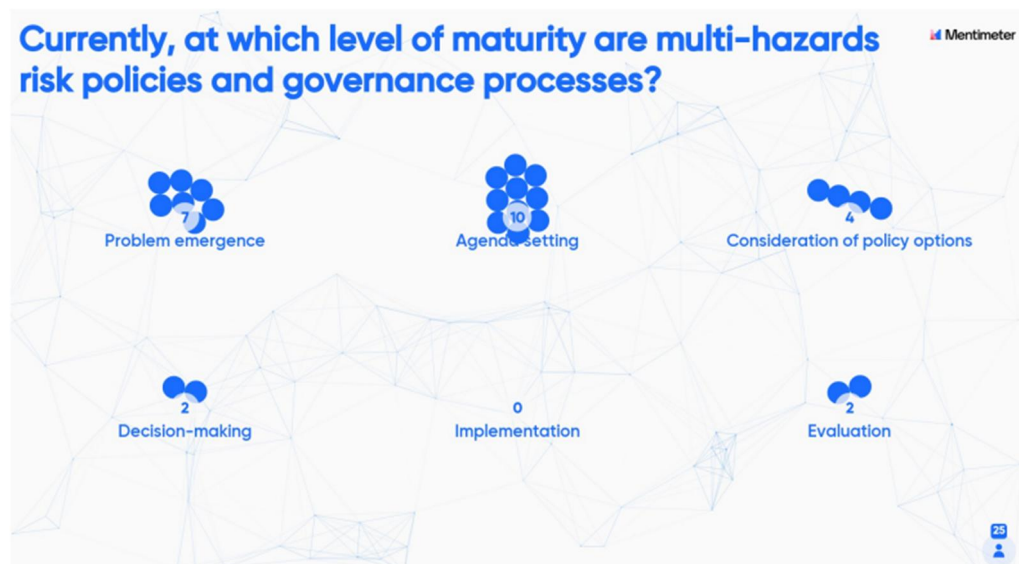 Currently, at which level of maturity are multi-hazards
risk policies and governance processes?
Mentimeter
7
Problem emergence
10
Agenda setting
4
Consideration of policy options
2
Decision-making
0
Implementation
2
Evaluation
25